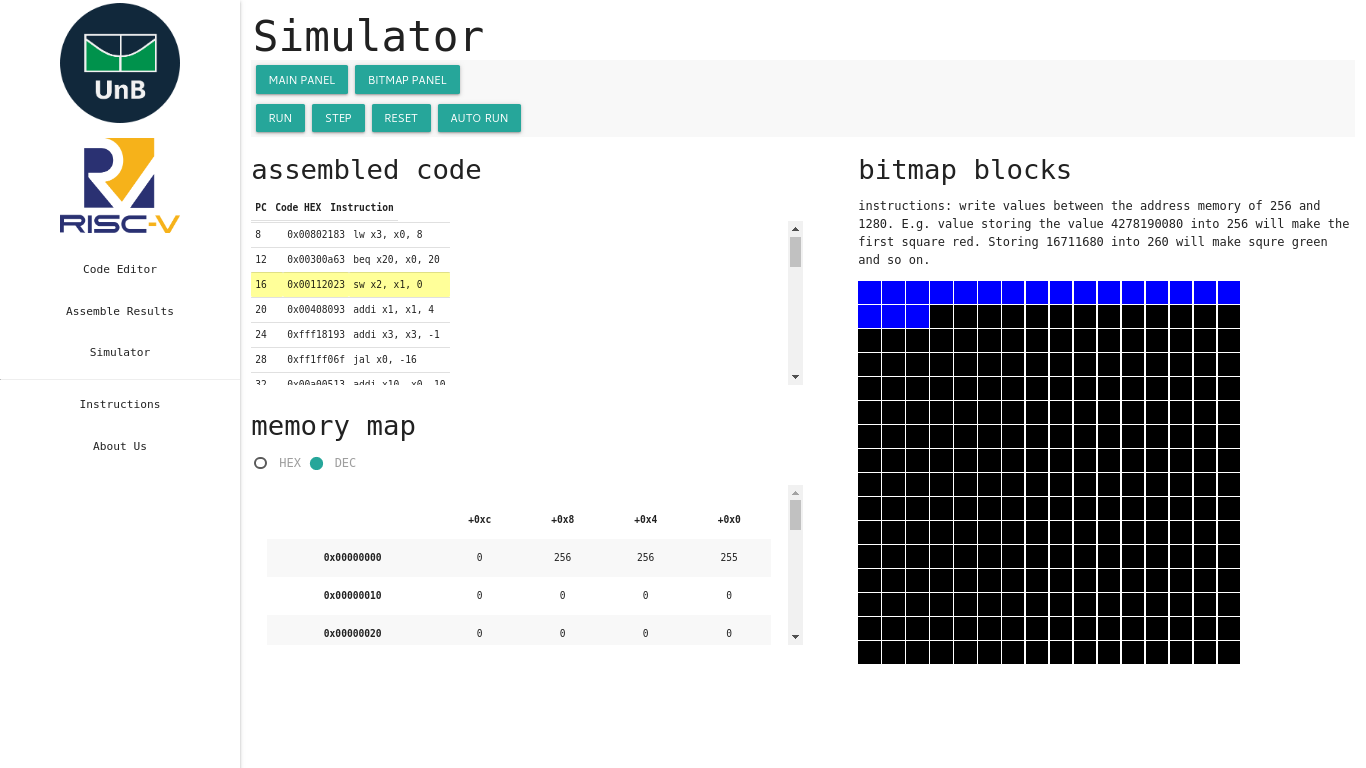 UnB
RISC-V
Code Editor
Assemble Results
Simulator
Instructions
About Us
Simulator
MAIN PANEL BITMAP PANEL
RUN STEP RESET AUTO RUN
assembled code
PC Code HEX Instruction
8 0x00802183 lw x3, x0, 8
12 0x00300a63 beq x20, x0, 20
16 0x00112023 sw x2, x1, 0
20 0x00408093 addi x1, x1, 4
24 0xfff18193 addi x3, x3, -1
28 0xff1ff06f jal x0, -16
32 0x00a00513 addi x10, x0, 10
memory map
HEX DEC
+0xc +0x8 +0x4 +0x0
0x00000000 0 256 256 255
0x00000010 0 0 0 0
0x00000020 0 0 0 0
bitmap blocks
instructions: write values between the address memory of 256 and
1280. E.g. value storing the value 4278190080 into 256 will make the
first square red. Storing 16711680 into 260 will make squre green
and so on.